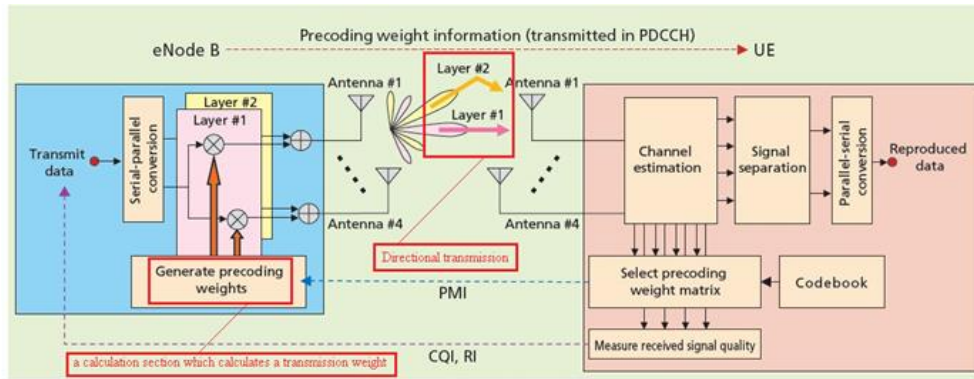 Precoding weight information (transmitted in PDCCH)
eNode B
UE
Antenna #1
Layer #2
Antenna #1
Layer #2
Layer #1
Layer #1
Transmit
data
Serial-parallel
conversion
Channel
estimation
Signal
separation
Parallel-serial
conversion
Reproduced
data
Antenna #4
Antenna #4
Directional transmission
Generate precoding
weights
PMI
Select precoding
weight matrix
Codebook
a calculation section which calculates a transmission weight
CQI, RI
Measure received signal quality